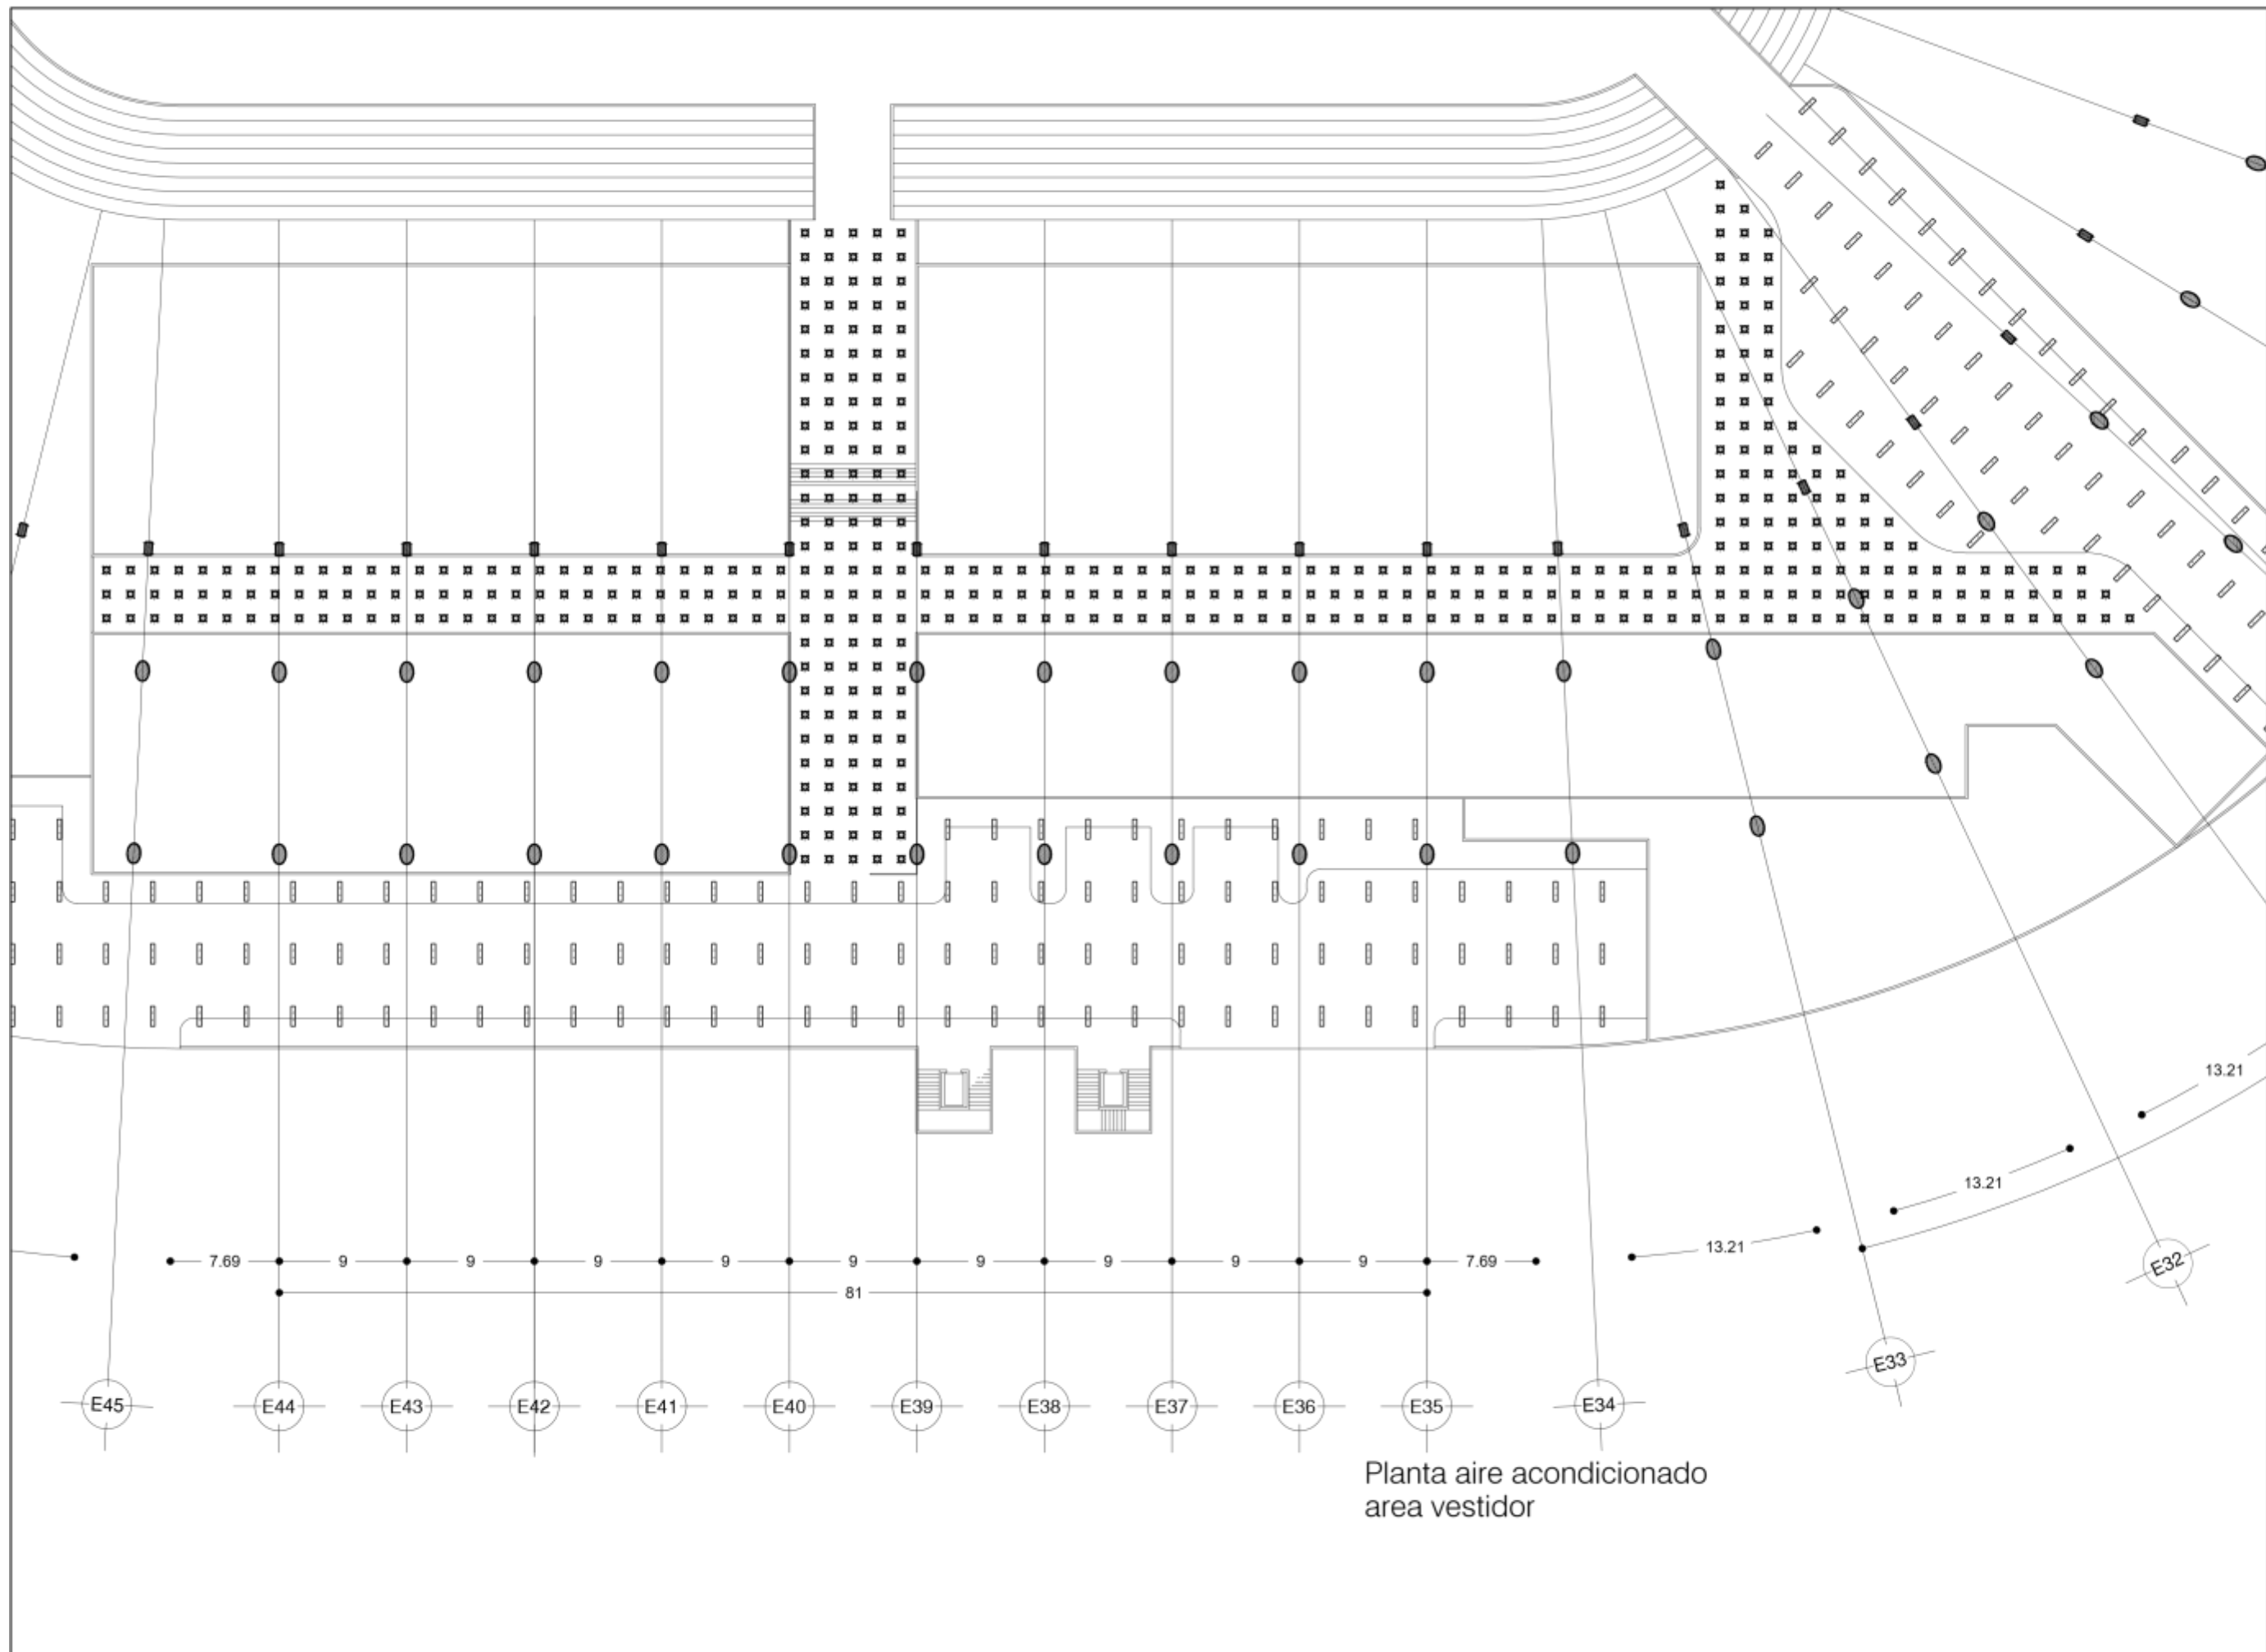 13.21
13.21
13.21
7.69
9
9
9
9
9
9
9
9
9
7.69
81
E32
E33
E45
E44
E43
E42
E41
E40
E39
E38
E37
E36
E35
E34
Planta aire acondicionado
area vestidor